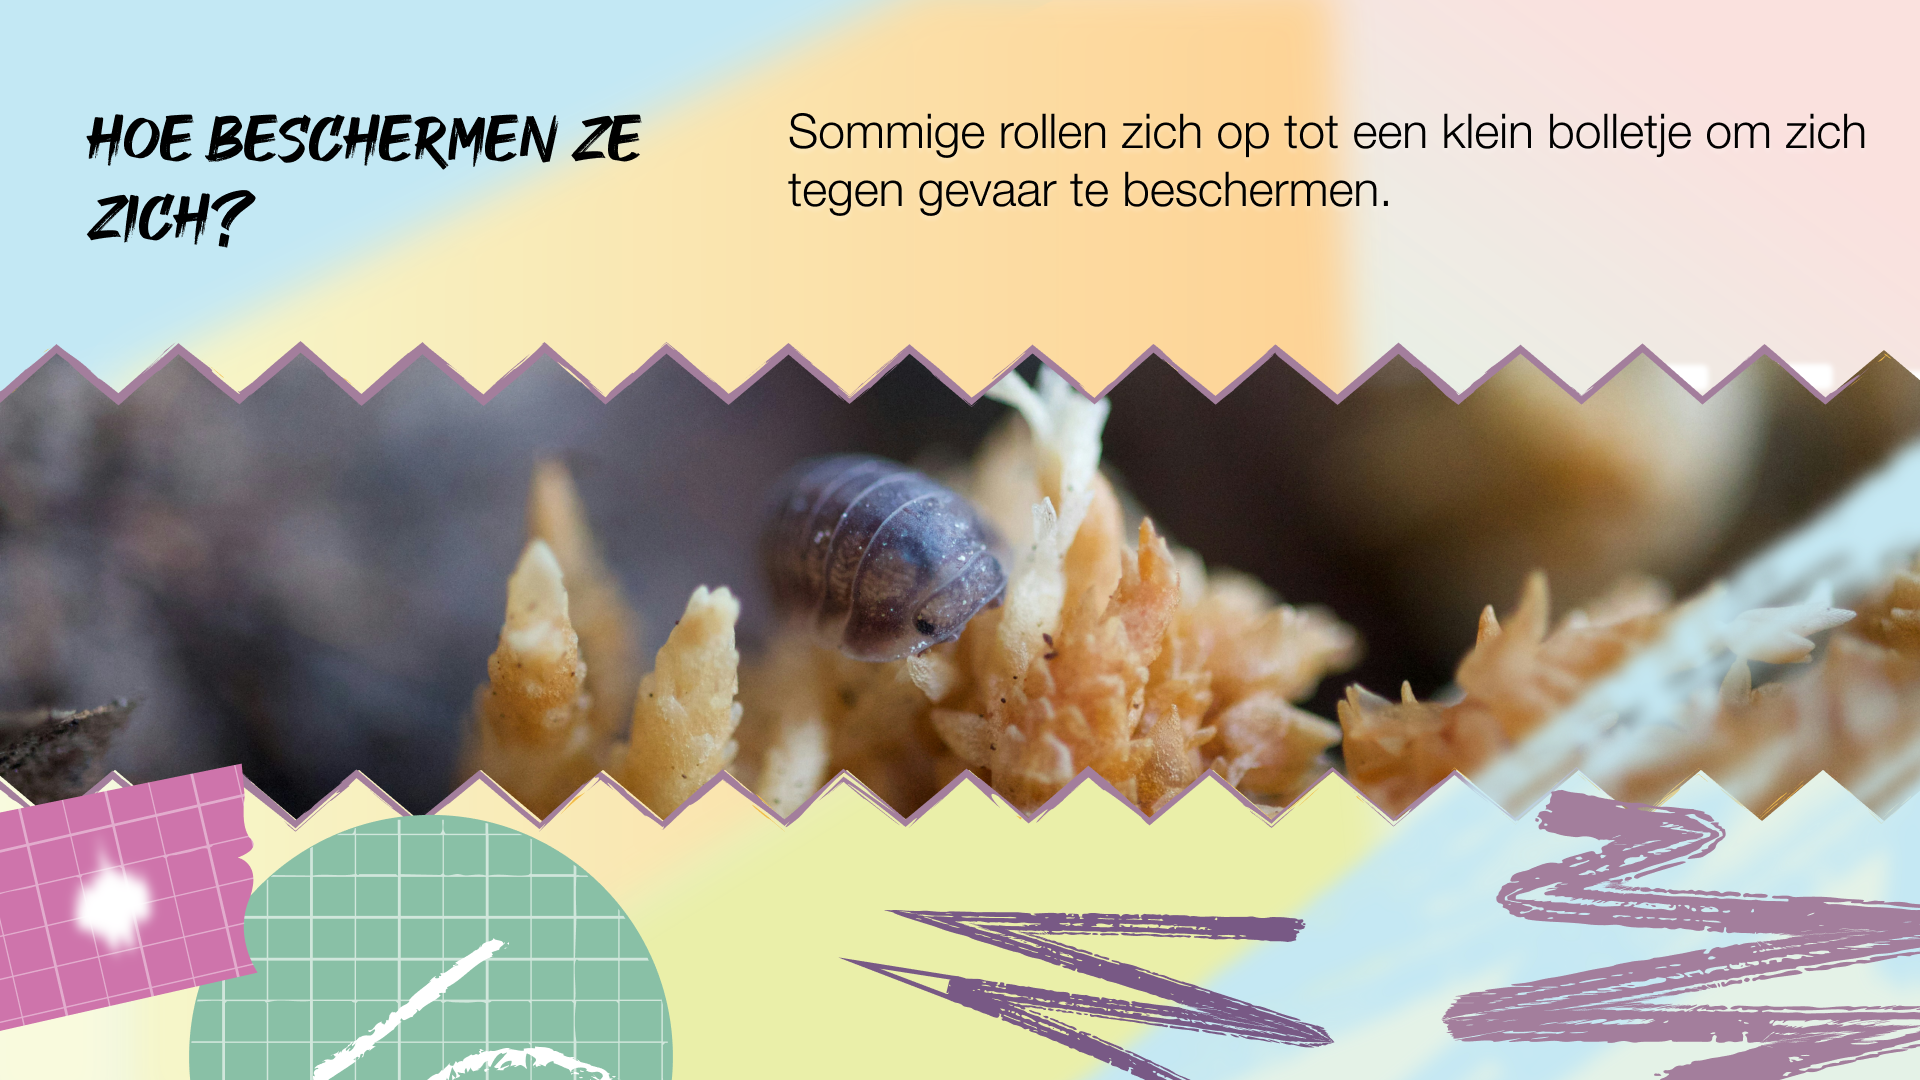 HOE BESCHERMEN ZE
ZICH?
Sommige rollen zich op tot een klein bolletje om zich
tegen gevaar te beschermen.